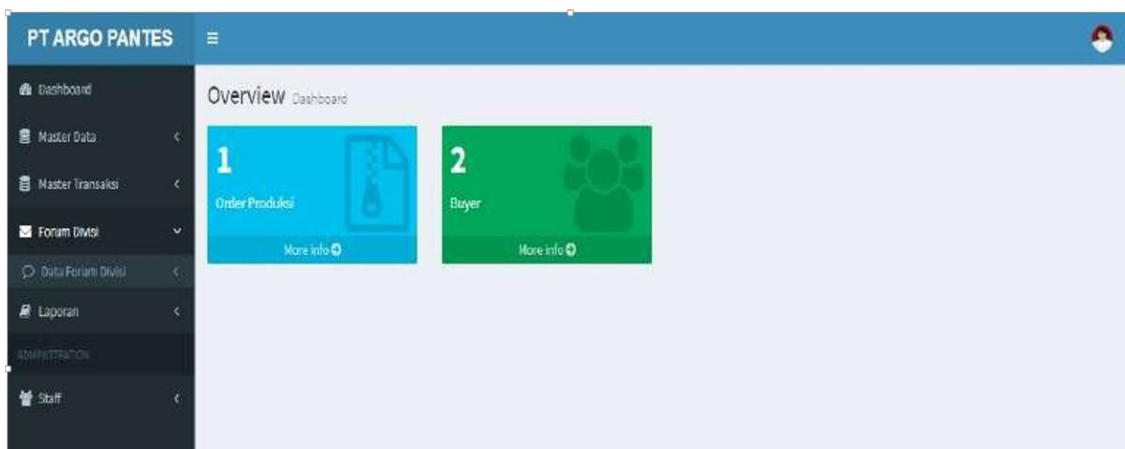 PT ARGO PANTES
Dashboard
Master Data
Master Transaksi
Forum Divisi
Data Forum Divisi
Laporan
ADMINISTRATION
Staff
Overview Dashboard
1
Order Produksi
More info
2
Buyer
More info